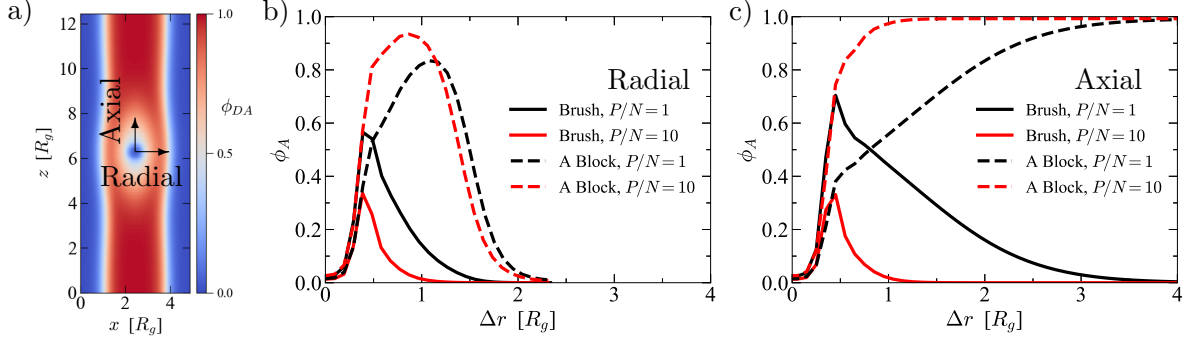 a)
12
10
8
6
4
2
0
z [R_g]
0 2 4
x [R_g]
Axial
Radial
1.0
0.5
0.0
ϕ_DA
b)
1.0
0.8
0.6
0.4
0.2
0.0
ϕ_A
0 1 2 3 4
Δr [R_g]
Radial
Brush, P/N = 1
Brush, P/N = 10
A Block, P/N = 1
A Block, P/N = 10
c)
1.0
0.8
0.6
0.4
0.2
0.0
ϕ_A
0 1 2 3 4
Δr [R_g]
Axial
Brush, P/N = 1
Brush, P/N = 10
A Block, P/N = 1
A Block, P/N = 10